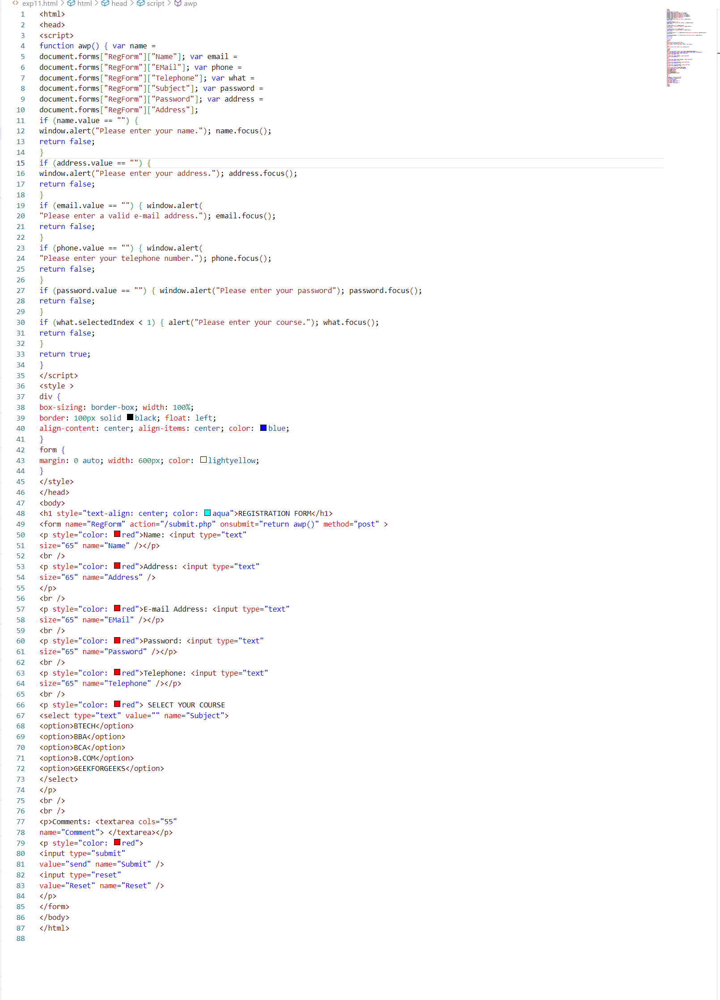 exp11.html > html > head > script > awp
1 <html>
2 <head>
3 <script>
4 function awp() { var name =
5 document.forms["RegForm"]["Name"]; var email =
6 document.forms["RegForm"]["EMail"]; var phone =
7 document.forms["RegForm"]["Telephone"]; var what =
8 document.forms["RegForm"]["Subject"]; var password =
9 document.forms["RegForm"]["Password"]; var address =
10 document.forms["RegForm"]["Address"];
11 if (name.value == "") {
12 window.alert("Please enter your name."); name.focus();
13 return false;
14 }
15 if (address.value == "") {
16 window.alert("Please enter your address."); address.focus();
17 return false;
18 }
19 if (email.value == "") { window.alert(
20 "Please enter a valid e-mail address."); email.focus();
21 return false;
22 }
23 if (phone.value == "") { window.alert(
24 "Please enter your telephone number."); phone.focus();
25 return false;
26 }
27 if (password.value == "") { window.alert("Please enter your password"); password.focus();
28 return false;
29 }
30 if (what.selectedIndex < 1) { alert("Please enter your course."); what.focus();
31 return false;
32 }
33 return true;
34 }
35 </script>
36 <style >
37 div {
38 box-sizing: border-box; width: 100%;
39 border: 100px solid black; float: left;
40 align-content: center; align-items: center; color: blue;
41 }
42 form {
43 margin: 0 auto; width: 600px; color: lightyellow;
44 }
45 </style>
46 </head>
47 <body>
48 <h1 style="text-align: center; color: aqua">REGISTRATION FORM</h1>
49 <form name="RegForm" action="/submit.php" onsubmit="return awp()" method="post" >
50 <p style="color: red">Name: <input type="text"
51 size="65" name="Name" /></p>
52 <br />
53 <p style="color: red">Address: <input type="text"
54 size="65" name="Address" />
55 </p>
56 <br />
57 <p style="color: red">E-mail Address: <input type="text"
58 size="65" name="EMail" /></p>
59 <br />
60 <p style="color: red">Password: <input type="text"
61 size="65" name="Password" /></p>
62 <br />
63 <p style="color: red">Telephone: <input type="text"
64 size="65" name="Telephone" /></p>
65 <br />
66 <p style="color: red"> SELECT YOUR COURSE
67 <select type="text" value="" name="Subject">
68 <option>BTECH</option>
69 <option>BBA</option>
70 <option>BCA</option>
71 <option>B.COM</option>
72 <option>GEEKFORGEEKS</option>
73 </select>
74 </p>
75 <br />
76 <br />
77 <p>Comments: <textarea cols="55"
78 name="Comment"> </textarea></p>
79 <p style="color: red">
80 <input type="submit"
81 value="send" name="Submit" />
82 <input type="reset"
83 value="Reset" name="Reset" />
84 </p>
85 </form>
86 </body>
87 </html>
88